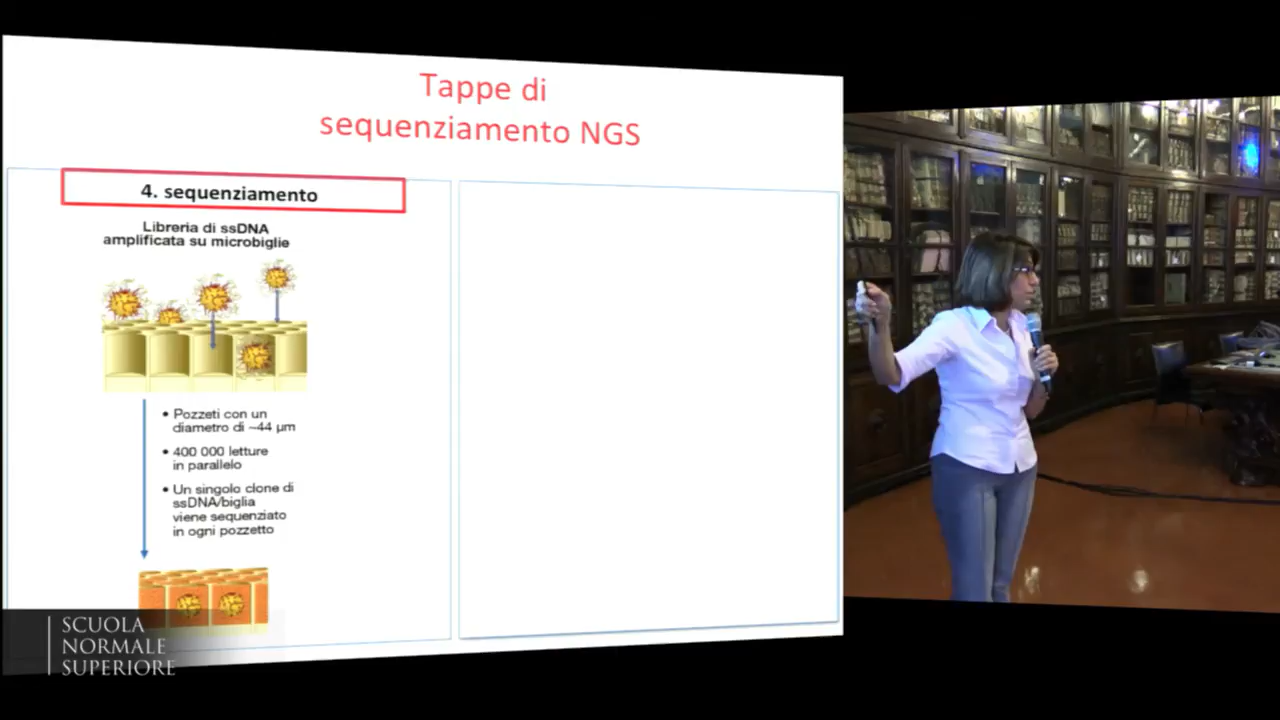 Tappe di
sequenziamento NGS
4. sequenziamento
Libreria di ssDNA
amplificata su microbiglie
• Pozzeti con un
diametro di ~44 µm
• 400 000 letture
in parallelo
• Un singolo clone di
ssDNA/biglia
viene sequenziato
in ogni pozzetto
SCUOLA
NORMALE
SUPERIORE